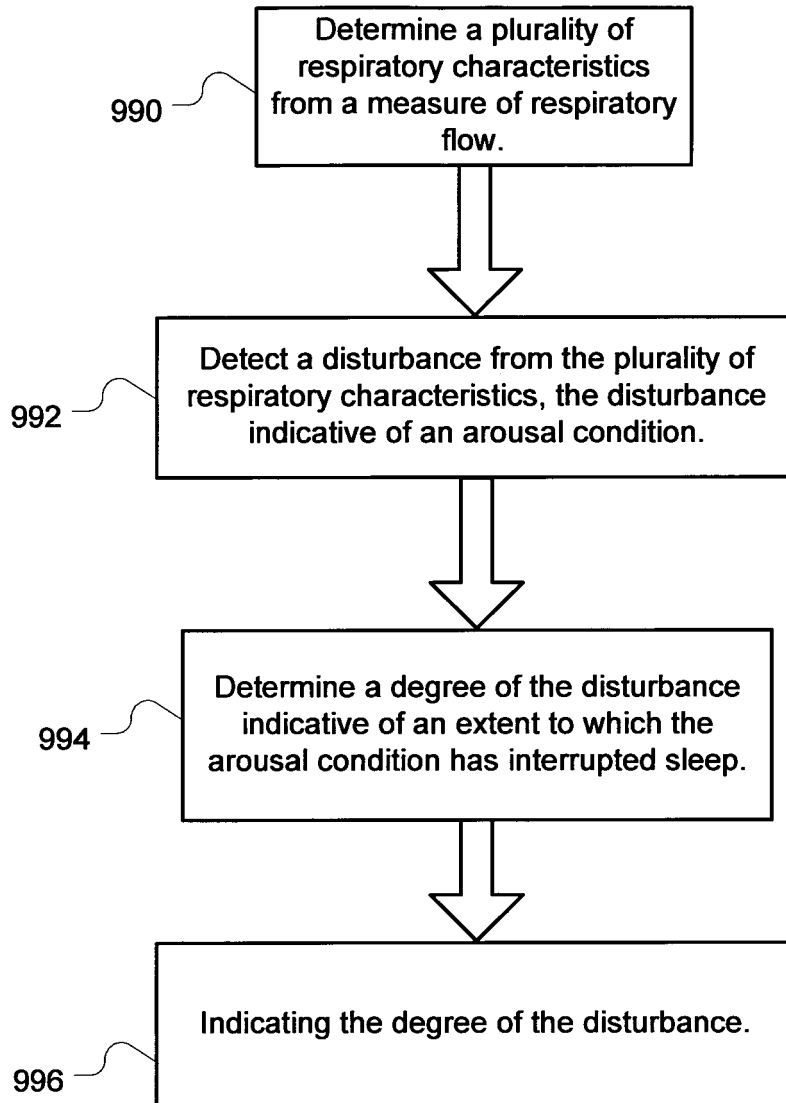 Determine a plurality of
respiratory characteristics
from a measure of respiratory
flow.
990
Detect a disturbance from the plurality of
respiratory characteristics, the disturbance
indicative of an arousal condition.
992
Determine a degree of the disturbance
indicative of an extent to which the
arousal condition has interrupted sleep.
994
Indicating the degree of the disturbance.
996